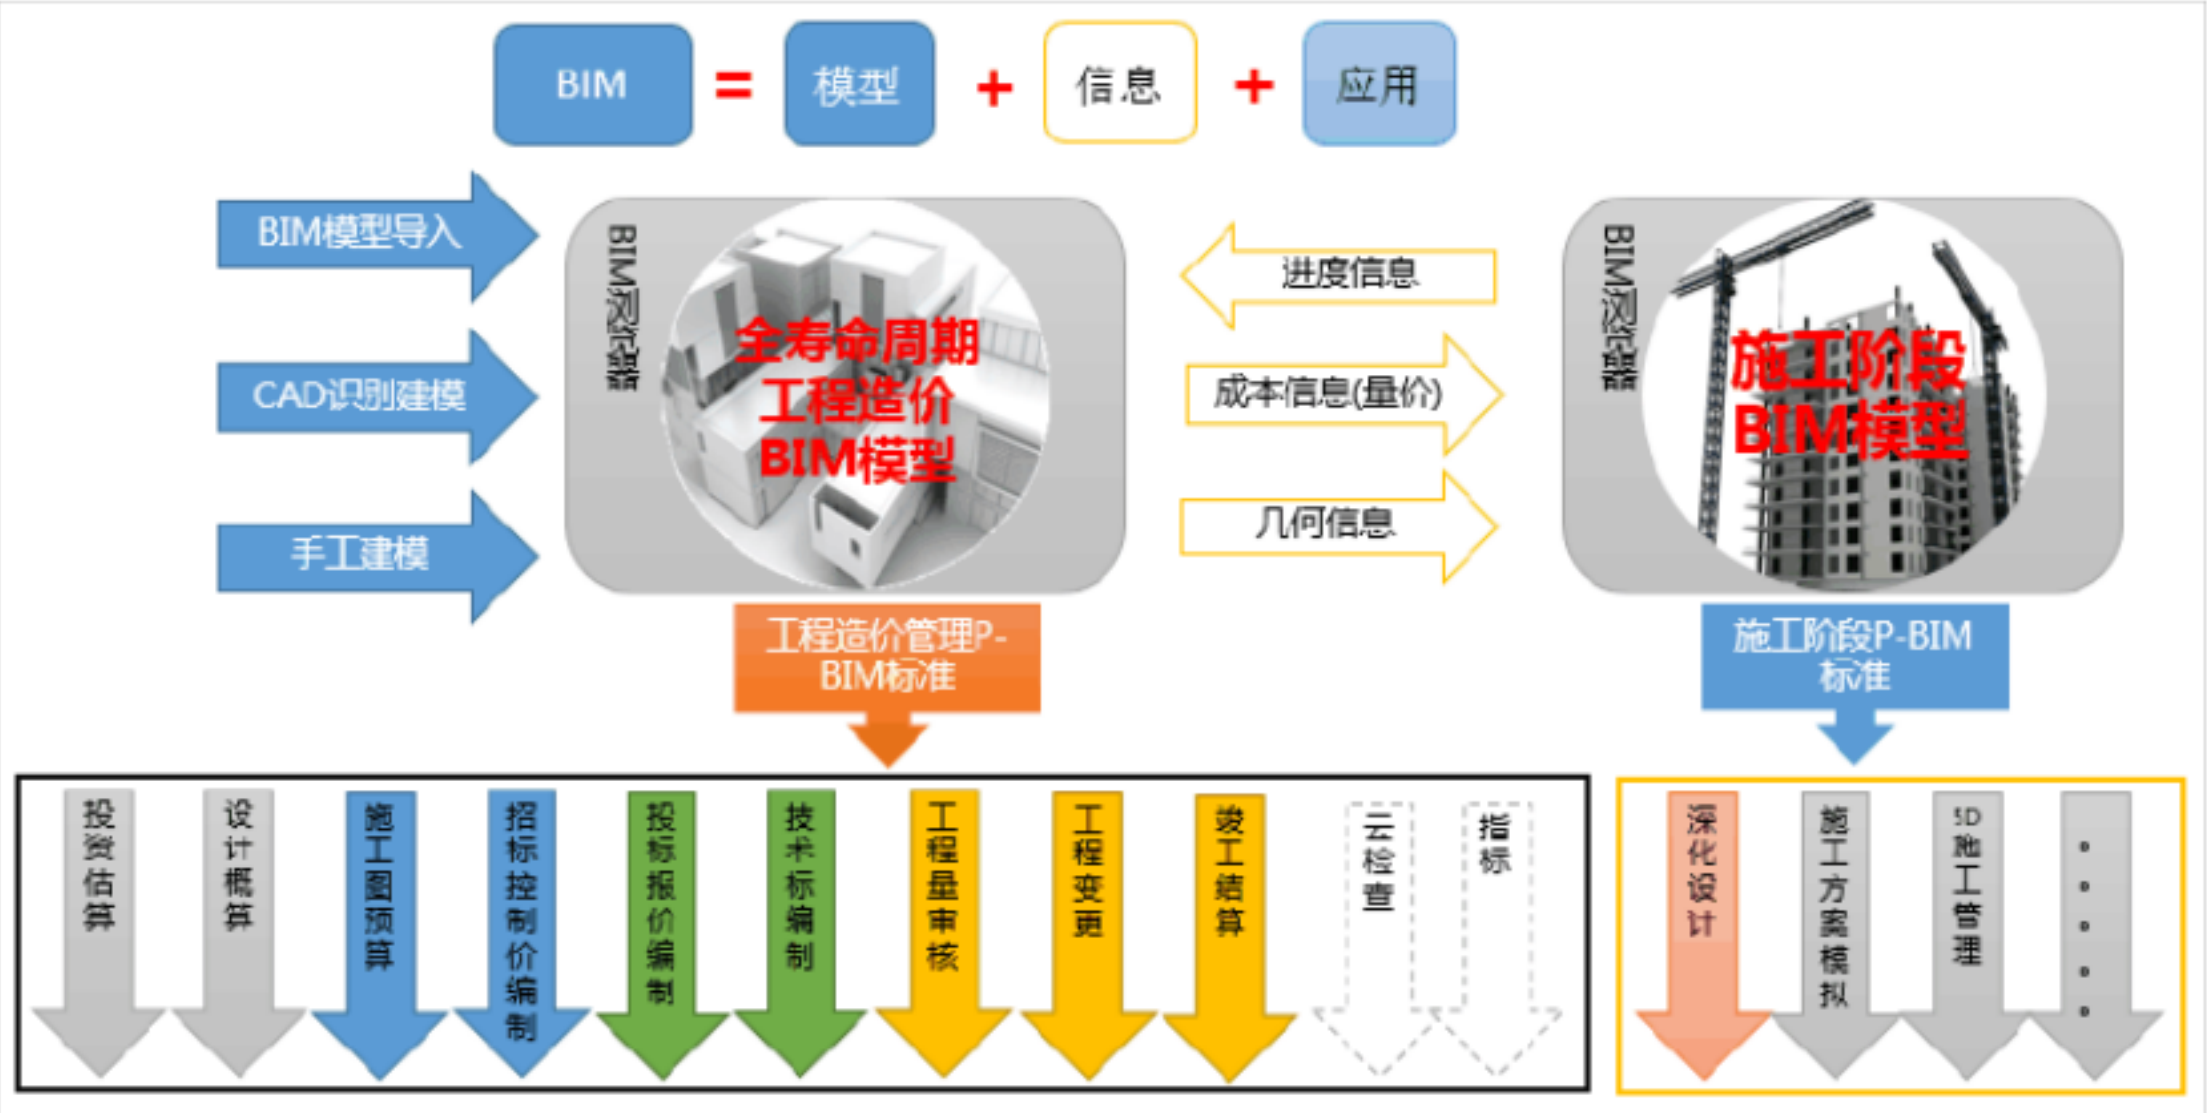 BIM = 模型 + 信息 + 应用
BIM模型导入
CAD识别建模
手工建模
BIM浏览器
全寿命周期
工程造价
BIM模型
进度信息
成本信息(量价)
几何信息
BIM浏览器
施工阶段
BIM模型
工程造价管理P-
BIM标准
施工阶段P-BIM
标准
投资估算
设计概算
施工图预算
招标控制价编制
投标报价编制
技术标编制
工程量审核
工程变更
竣工结算
云检查
指标
深化设计
施工方案模拟
5D施工管理